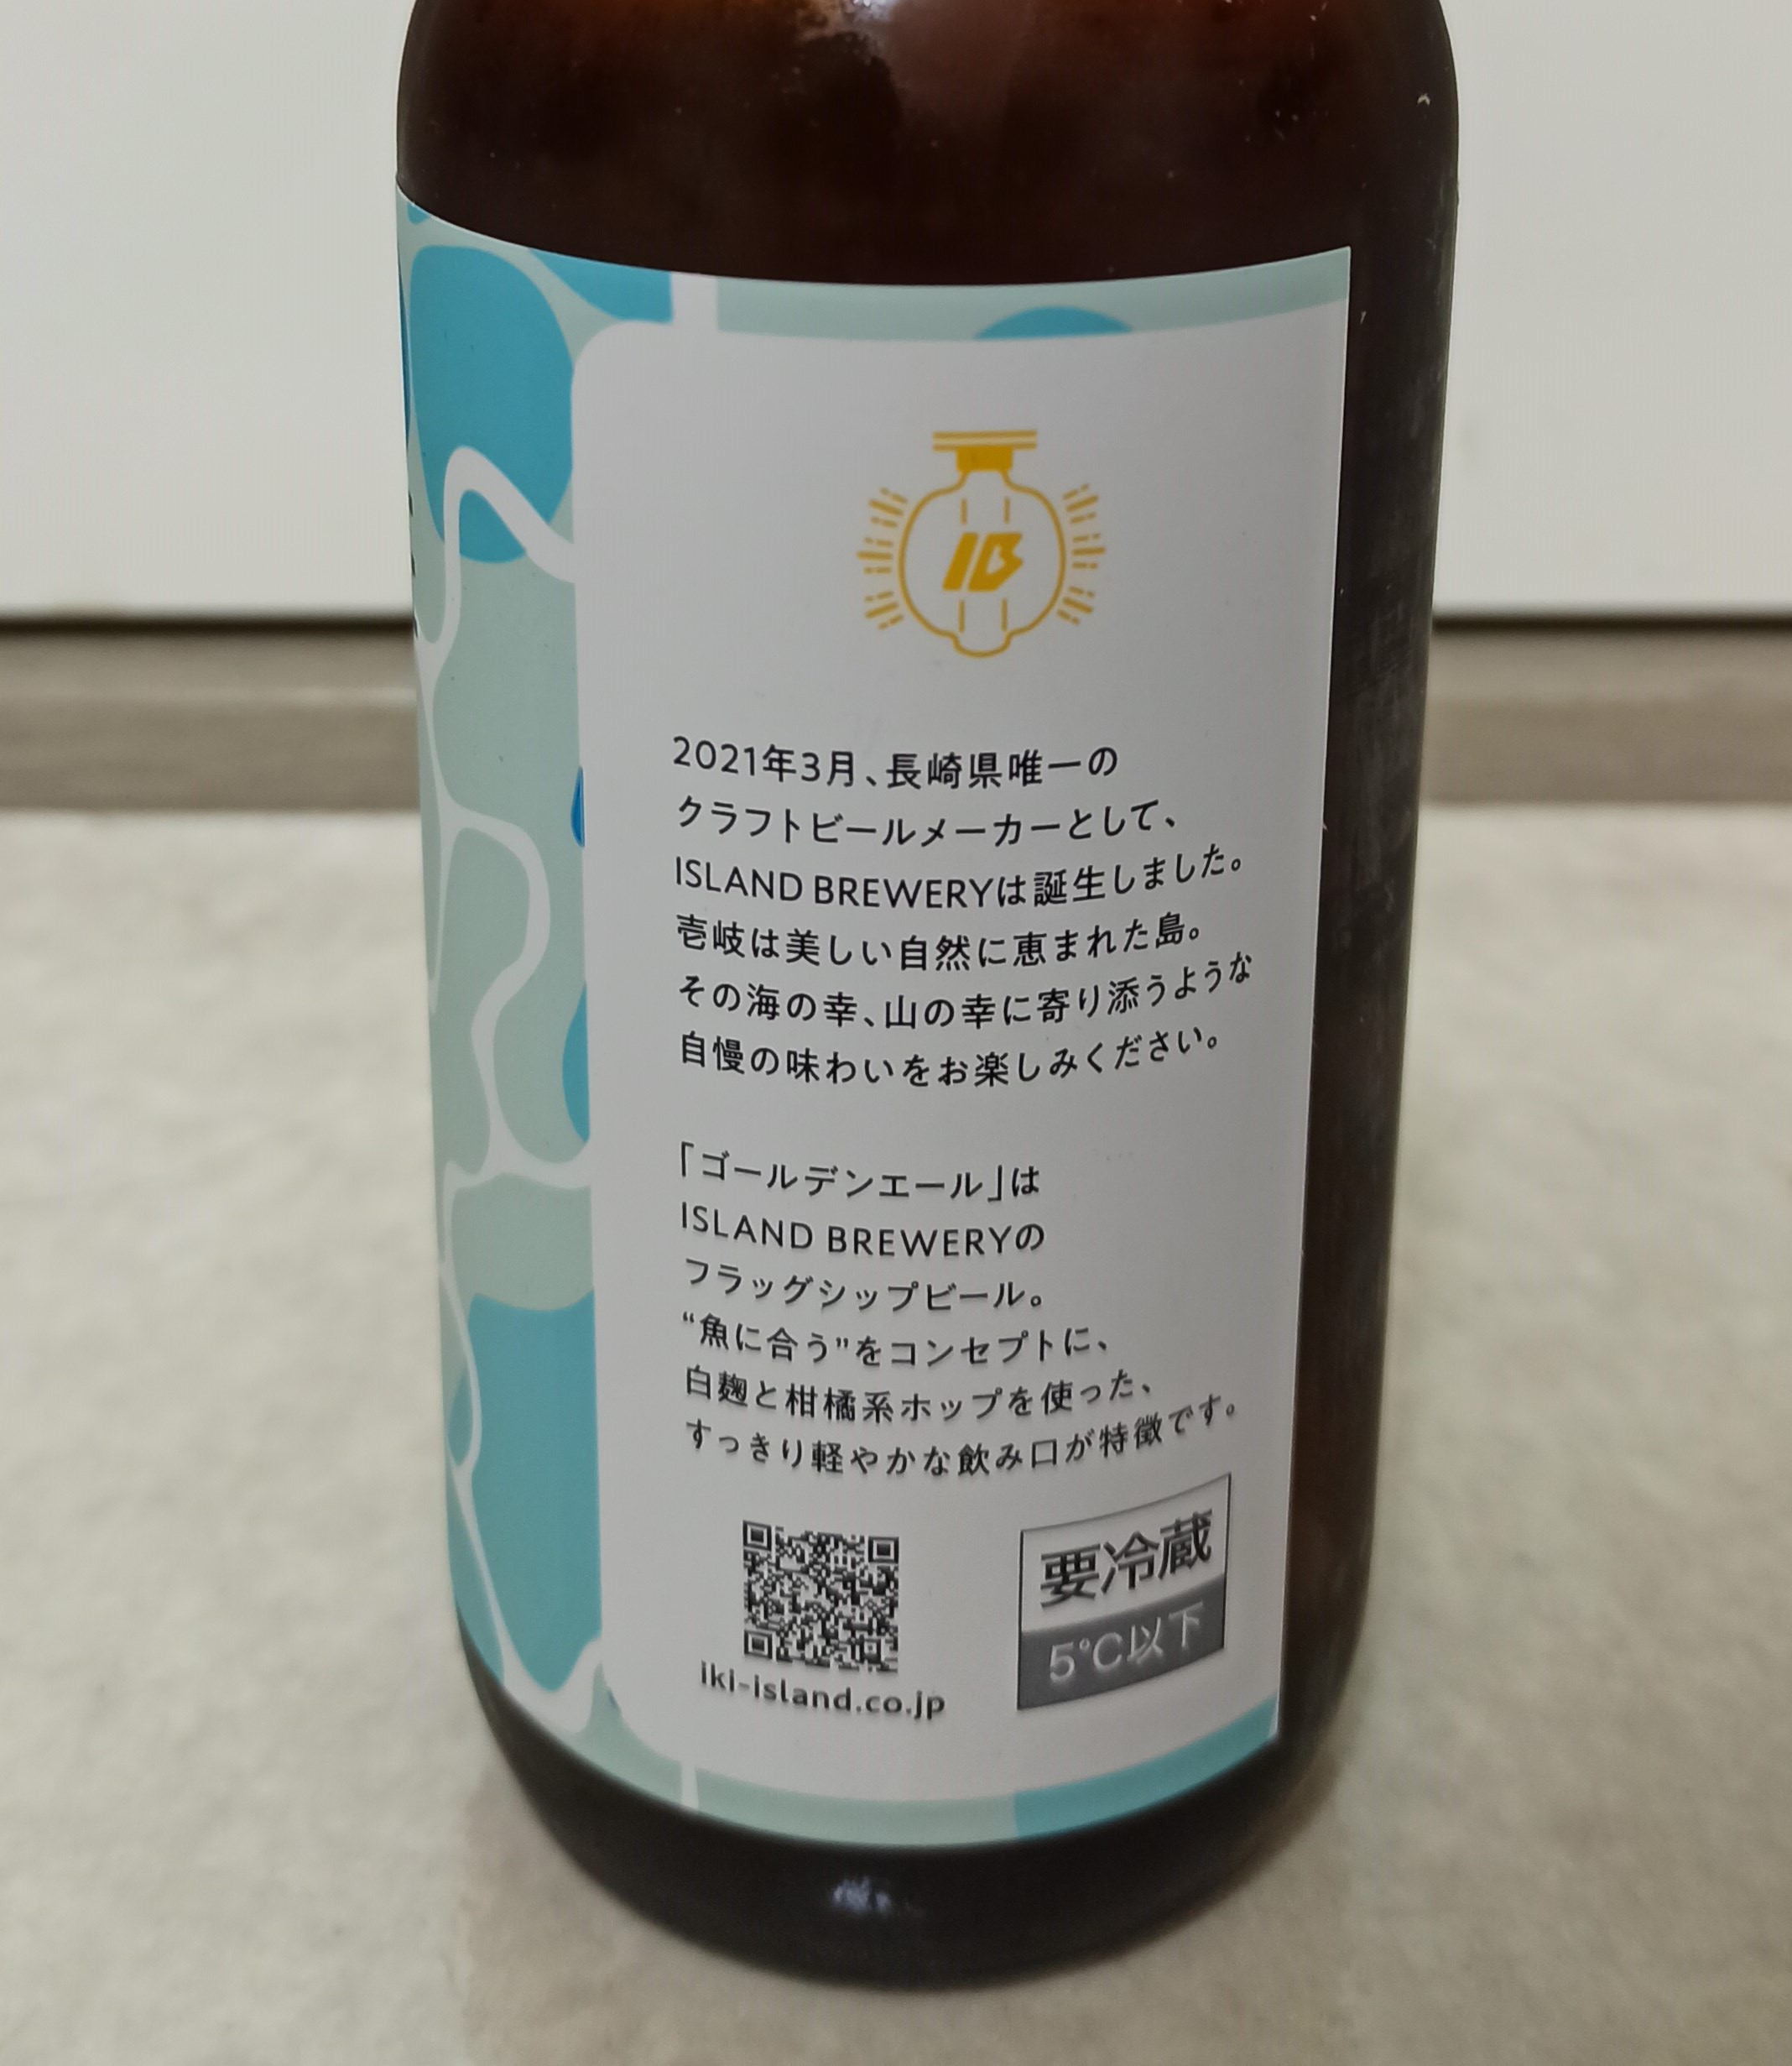 IB
2021年3月、長崎県唯一の
クラフトビールメーカーとして、
ISLAND BREWERYは誕生しました。
壱岐は美しい自然に恵まれた島。
その海の幸、山の幸に寄り添うような
自慢の味わいをお楽しみください。
「ゴールデンエール」は
ISLAND BREWERYの
フラッグシップビール。
“魚に合う”をコンセプトに、
白麹と柑橘系ホップを使った、
すっきり軽やかな飲み口が特徴です。
要冷蔵
5℃以下
iki-island.co.jp